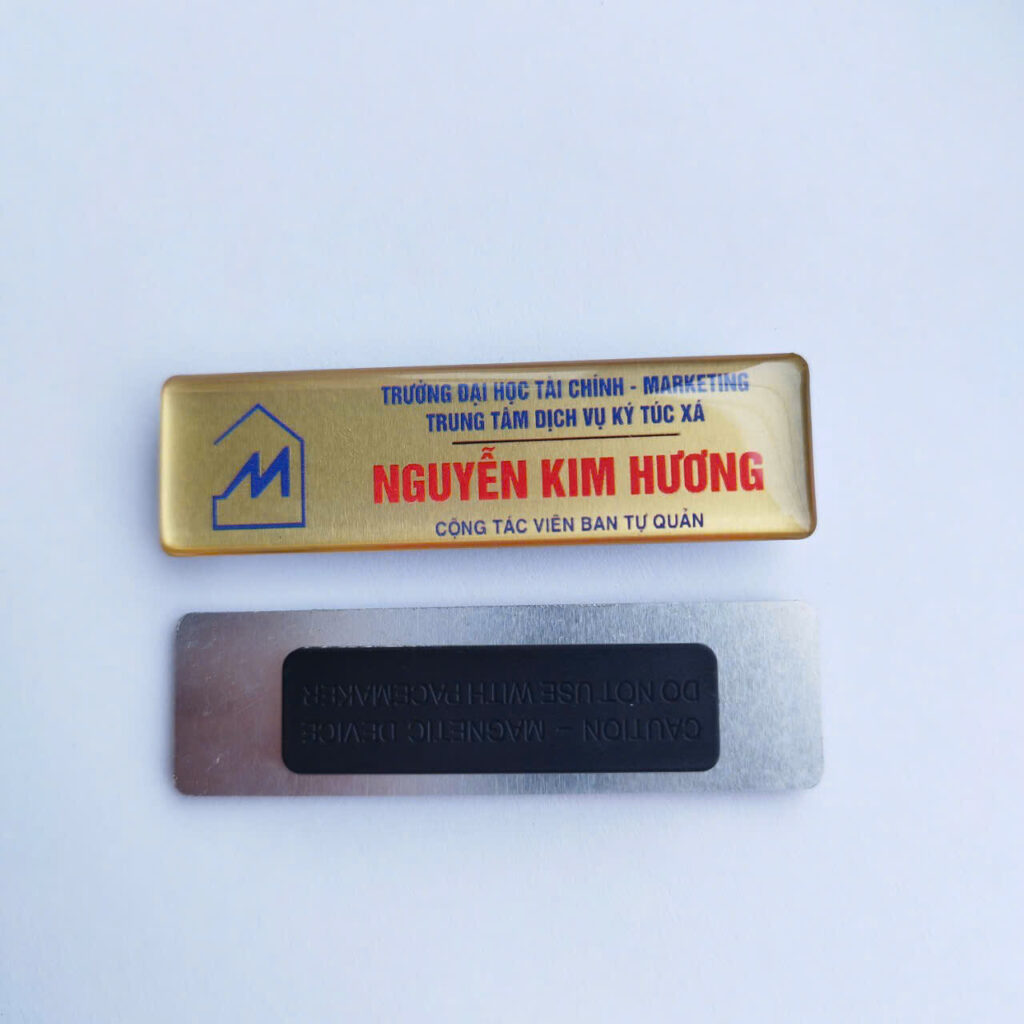 TRƯỜNG ĐẠI HỌC TÀI CHÍNH - MARKETING
TRUNG TÂM DỊCH VỤ KÝ TÚC XÁ
NGUYỄN KIM HƯƠNG
CỘNG TÁC VIÊN BAN TỰ QUẢN
M
CAUTION – MAGNETIC DEVICE
DO NOT USE WITH PACEMAKER